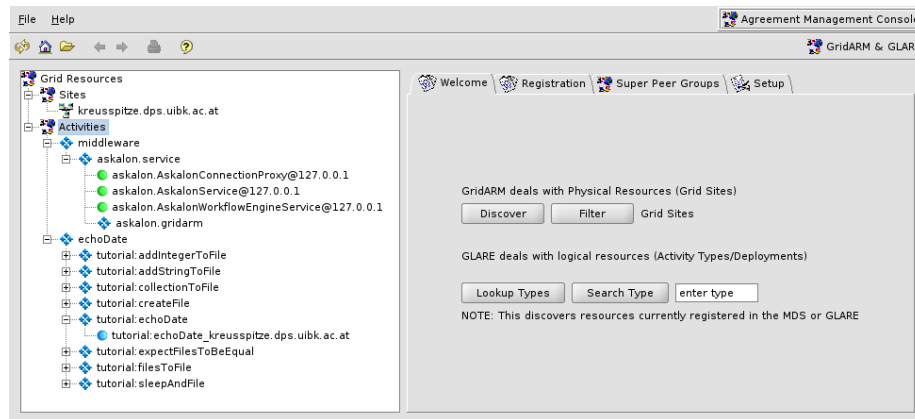 File Help
Agreement Management Console
GridARM & GLAR
Grid Resources
Sites
kreusspitze.dps.uibk.ac.at
Activities
middleware
askalon.service
askalon.AskalonConnectionProxy@127.0.0.1
askalon.AskalonService@127.0.0.1
askalon.AskalonWorkflowEngineService@127.0.0.1
askalon.gridarm
echoDate
tutorial:addIntegerToFile
tutorial:addStringToFile
tutorial:collectionToFile
tutorial:createFile
tutorial:echoDate
tutorial:echoDate_kreusspitze.dps.uibk.ac.at
tutorial:expectFilesToBeEqual
tutorial:filesToFile
tutorial:sleepAndFile
Welcome Registration Super Peer Groups Setup
GridARM deals with Physical Resources (Grid Sites)
Discover Filter Grid Sites
GLARE deals with logical resources (Activity Types/Deployments)
Lookup Types Search Type enter type
NOTE: This discovers resources currently registered in the MDS or GLARE